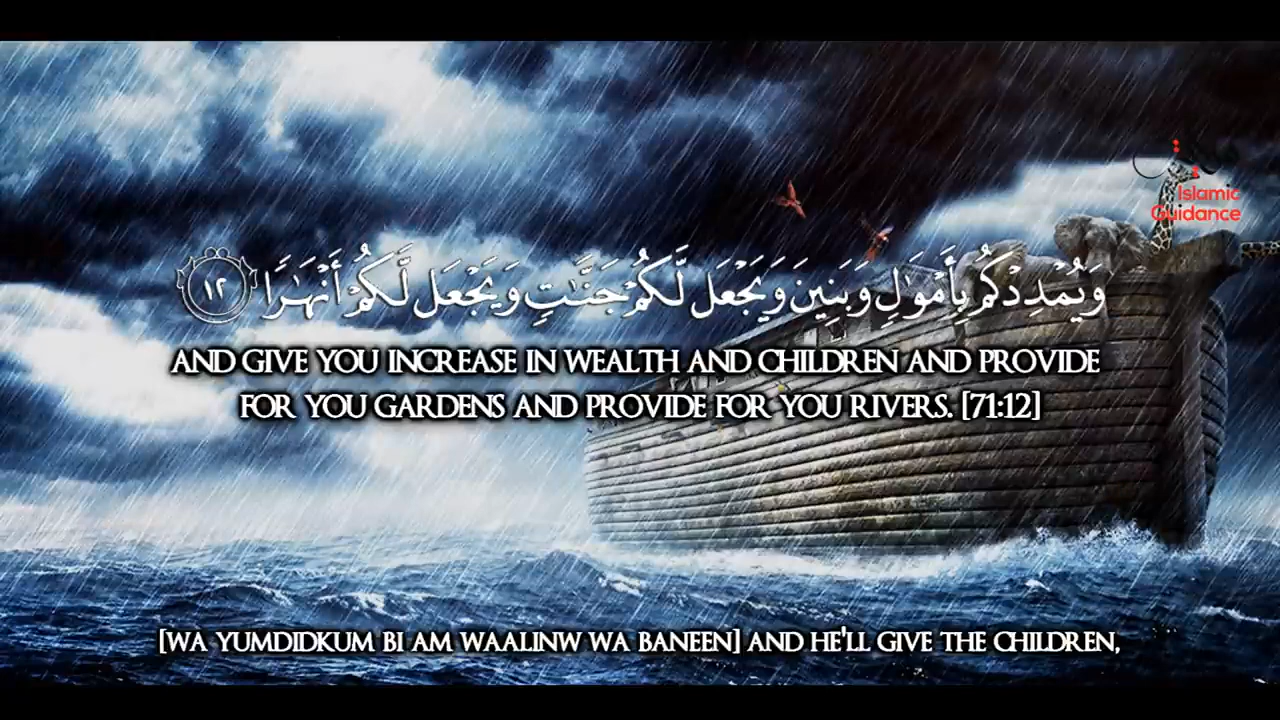 Islamic
Guidance
وَيُمْدِدْكُم بِأَمْوَٰلٍ وَبَنِينَ وَيَجْعَل لَّكُمْ جَنَّـٰتٍ وَيَجْعَل لَّكُمْ أَنْهَـٰرًا ١٢
AND GIVE YOU INCREASE IN WEALTH AND CHILDREN AND PROVIDE
FOR YOU GARDENS AND PROVIDE FOR YOU RIVERS. [71:12]
[WA YUMDIDKUM BI AM WAALINW WA BANEEN] AND HE'LL GIVE THE CHILDREN,